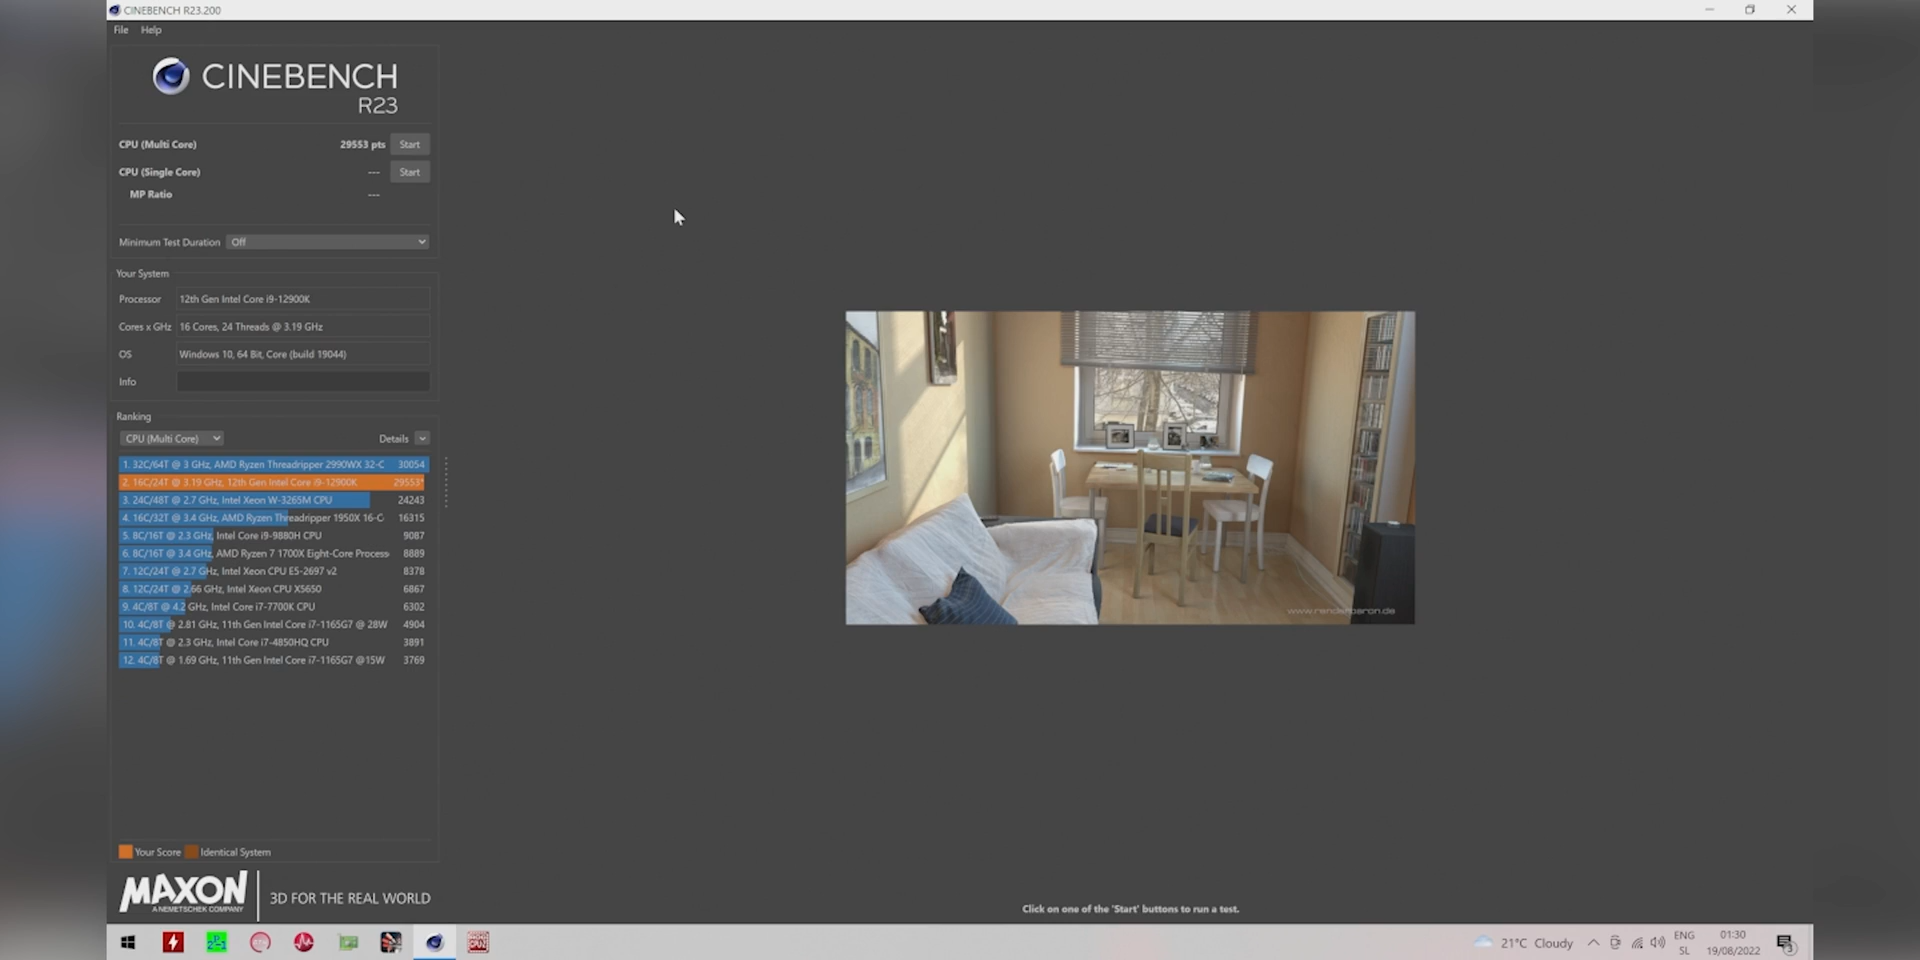 CINEBENCH R23.200
File Help
CINEBENCH
R23
CPU (Multi Core) 29553 pts Start
CPU (Single Core) --- Start
MP Ratio ---
Minimum Test Duration Off
Your System
Processor 12th Gen Intel Core i9-12900K
Cores x GHz 16 Cores, 24 Threads @ 3.19 GHz
OS Windows 10, 64 Bit, Core (build 19044)
Info
Ranking
CPU (Multi Core) Details
1. 32C/64T @ 3 GHz, AMD Ryzen Threadripper 2990WX 32-C 30054
2. 16C/24T @ 3.19 GHz, 12th Gen Intel Core i9-12900K 29553*
3. 24C/48T @ 2.7 GHz, Intel Xeon W-3265M CPU 24243
4. 16C/32T @ 3.4 GHz, AMD Ryzen Threadripper 1950X 16-C 16315
5. 8C/16T @ 2.3 GHz, Intel Core i9-9880H CPU 9087
6. 8C/16T @ 3.4 GHz, AMD Ryzen 7 1700X Eight-Core Process 8889
7. 12C/24T @ 2.7 GHz, Intel Xeon CPU E5-2697 v2 8378
8. 12C/24T @ 2.66 GHz, Intel Xeon CPU X5650 6867
9. 4C/8T @ 4.2 GHz, Intel Core i7-7700K CPU 6302
10. 4C/8T @ 2.81 GHz, 11th Gen Intel Core i7-1165G7 @ 28W 4904
11. 4C/8T @ 2.3 GHz, Intel Core i7-4850HQ CPU 3891
12. 4C/8T @ 1.69 GHz, 11th Gen Intel Core i7-1165G7 @15W 3769
www.renderbaron.de
Your Score Identical System
MAXON
A NEMETSCHEK COMPANY
3D FOR THE REAL WORLD
Click on one of the 'Start' buttons to run a test.
21°C Cloudy
ENG
SL
01:30
19/08/2022
3